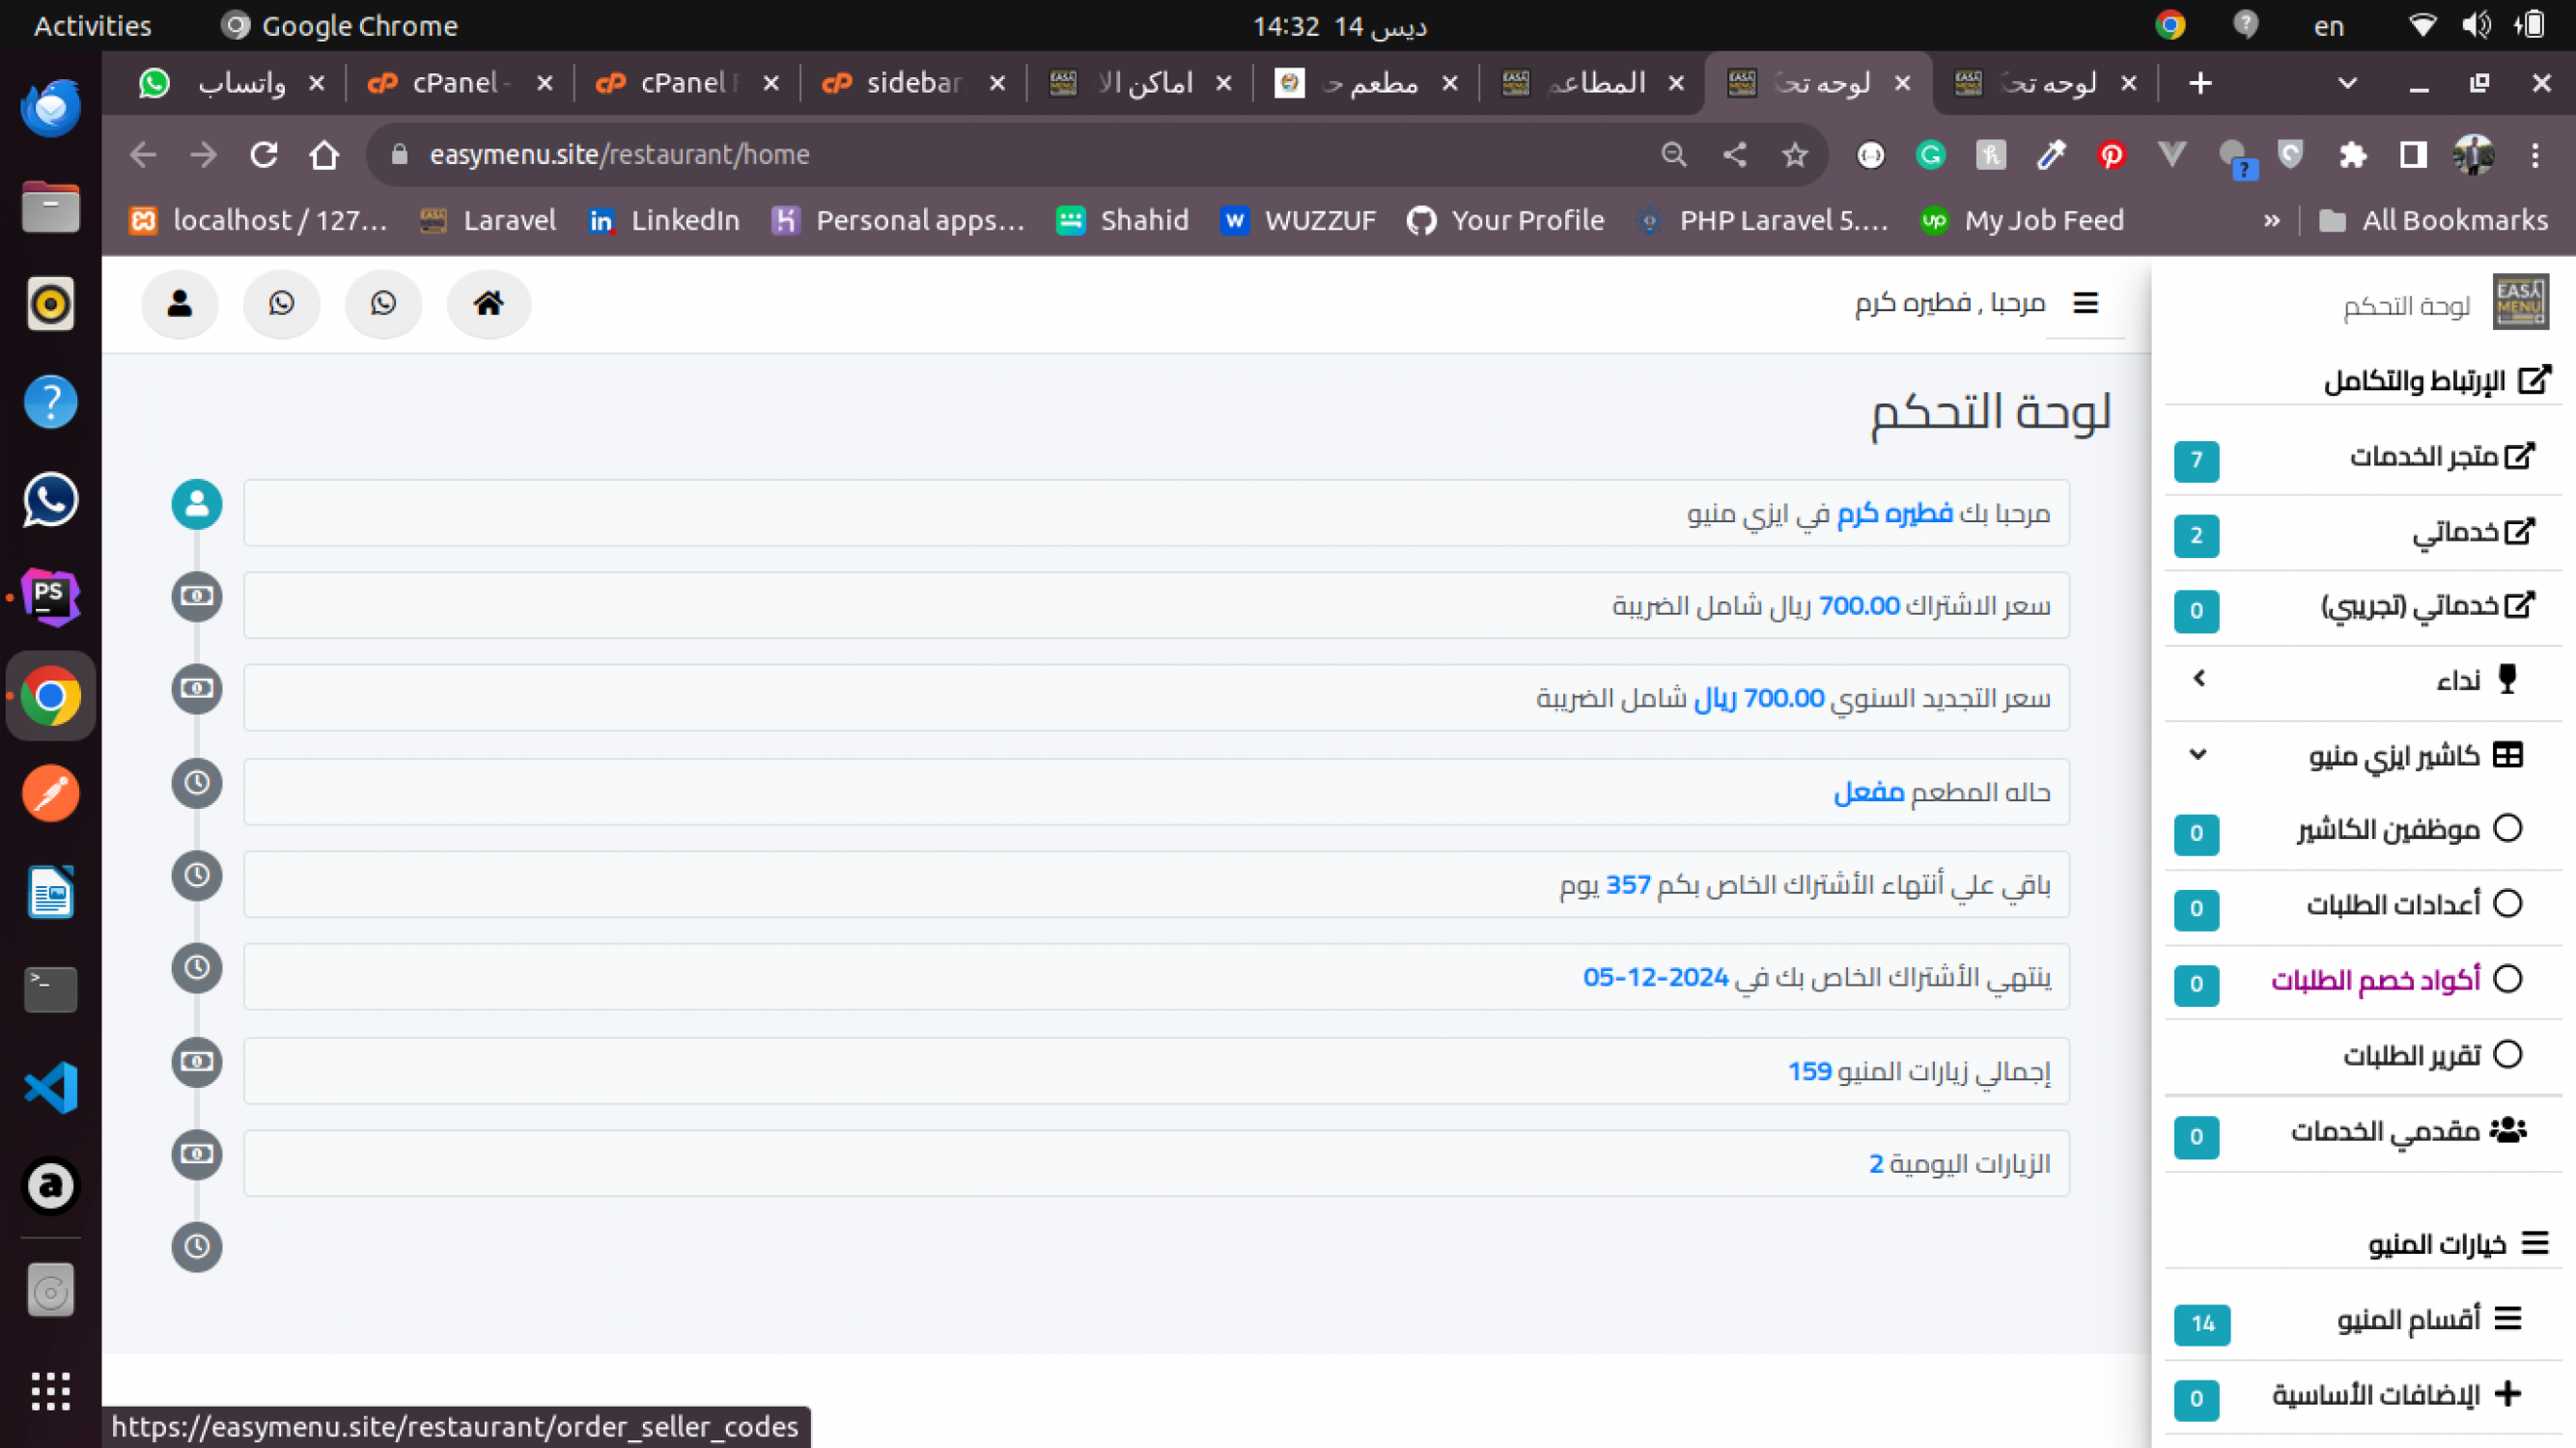 Activities
Google Chrome
14:32 14 ديس
en
واتساب
cPanel -
cPanel
sidebar
اماكن الا
مطعم
المطاعم
لوحه تحك
لوحه تحك
easymenu.site/restaurant/home
localhost / 127...
Laravel
LinkedIn
Personal apps...
Shahid
WUZZUF
Your Profile
PHP Laravel 5....
My Job Feed
»
All Bookmarks
EASY MENU
لوحة التحكم
مرحبا , فطيره كرم
لوحة التحكم
مرحبا بك فطيره كرم في ايزي منيو
سعر الاشتراك 700.00 ريال شامل الضريبة
سعر التجديد السنوي 700.00 ريال شامل الضريبة
حاله المطعم مفعل
باقي علي أنتهاء الأشتراك الخاص بكم 357 يوم
ينتهي الأشتراك الخاص بك في 2024-12-05
إجمالي زيارات المنيو 159
الزيارات اليومية 2
الإرتباط والتكامل
متجر الخدمات 7
خدماتي 2
خدماتي (تجريبي) 0
نداء
كاشير ايزي منيو
موظفين الكاشير 0
أعدادات الطلبات 0
أكواد خصم الطلبات 0
تقرير الطلبات
مقدمي الخدمات 0
خيارات المنيو
أقسام المنيو 14
الإضافات الأساسية 0
https://easymenu.site/restaurant/order_seller_codes